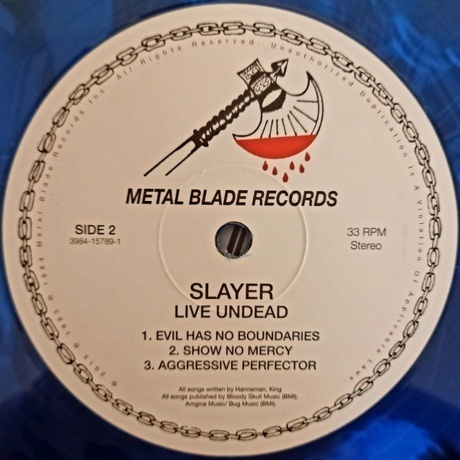 Metal Blade Records Inc. All Rights Reserved. Unauthorized Duplication Is A Violation Of Applicable Laws.
METAL BLADE RECORDS
SIDE 2
3984-15789-1
33 RPM
Stereo
SLAYER
LIVE UNDEAD
1. EVIL HAS NO BOUNDARIES
2. SHOW NO MERCY
3. AGGRESSIVE PERFECTOR
All songs written by Hanneman, King
All songs published by Bloody Skull Music (BMI),
Amgine Music/ Bug Music (BMI).